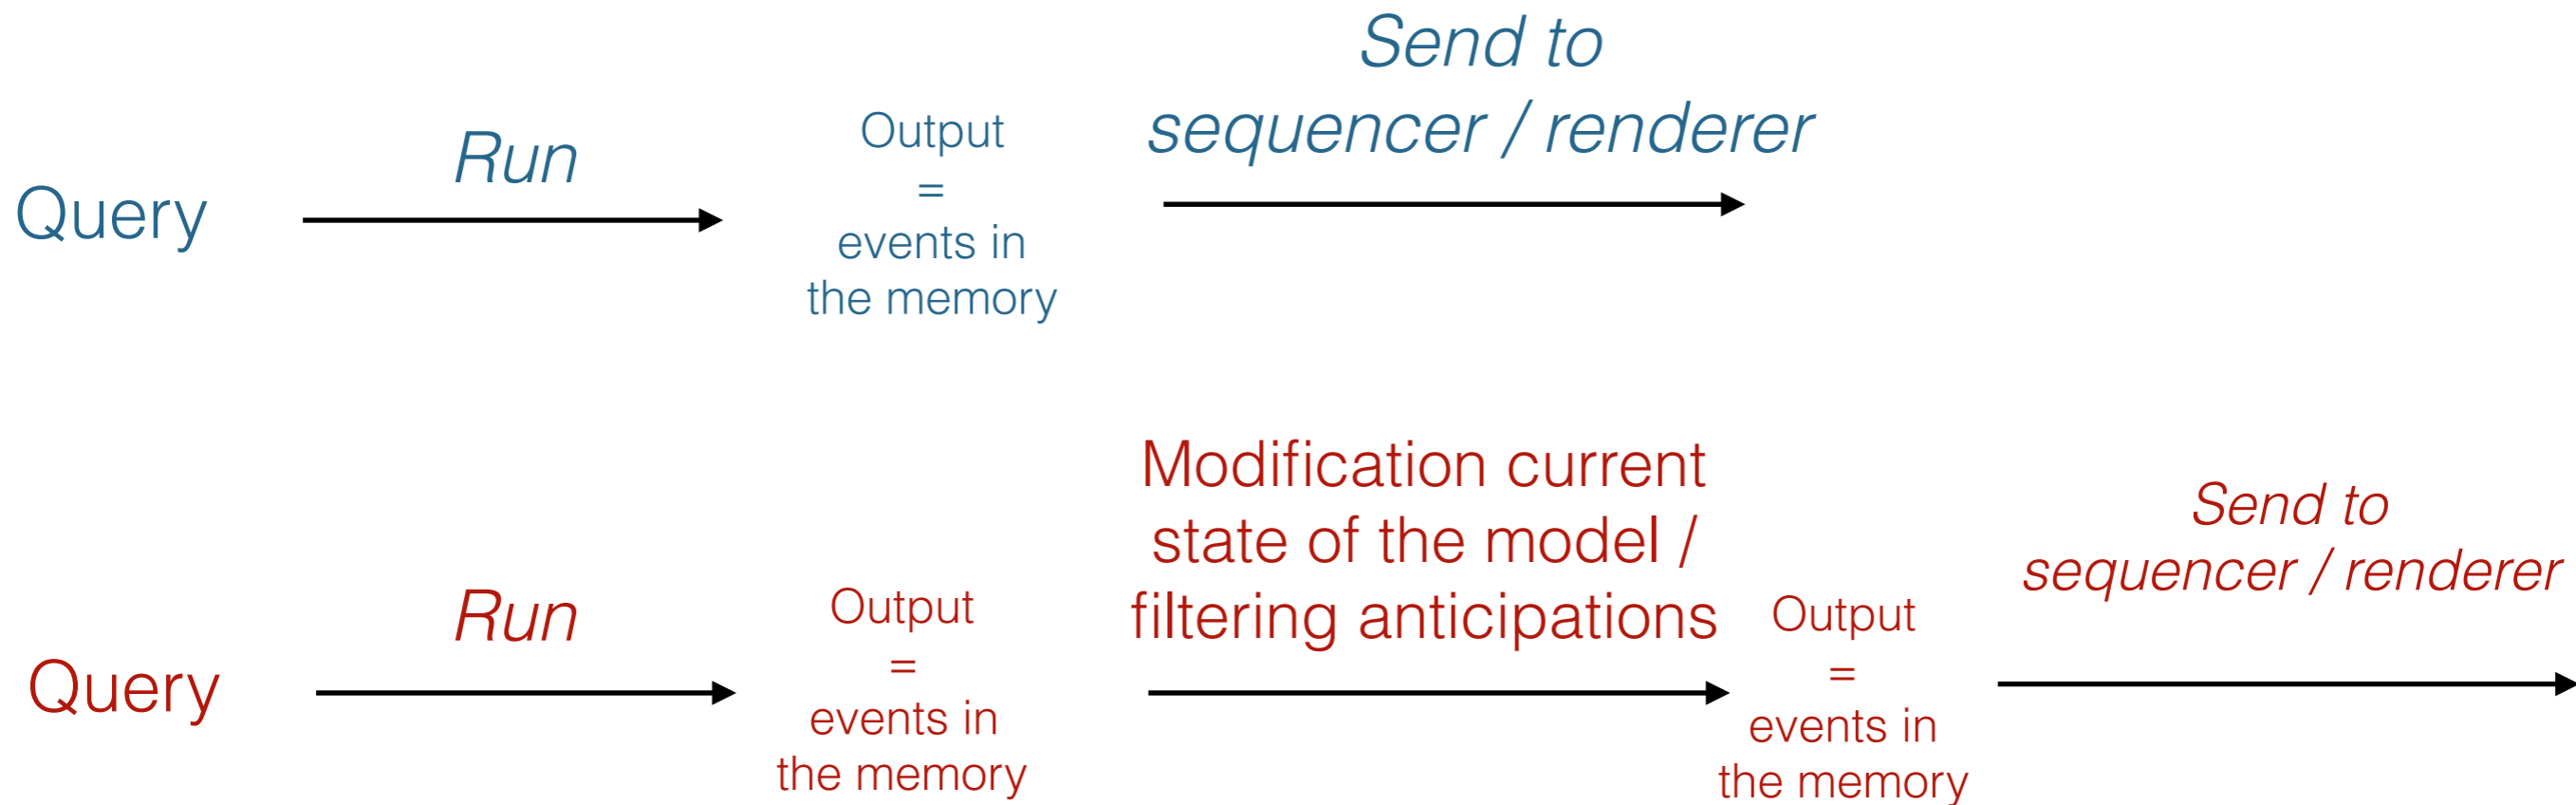 Query
Run
Output
=
events in
the memory
Send to
sequencer / renderer
Query
Run
Output
=
events in
the memory
Modification current
state of the model /
filtering anticipations
Output
=
events in
the memory
Send to
sequencer / renderer